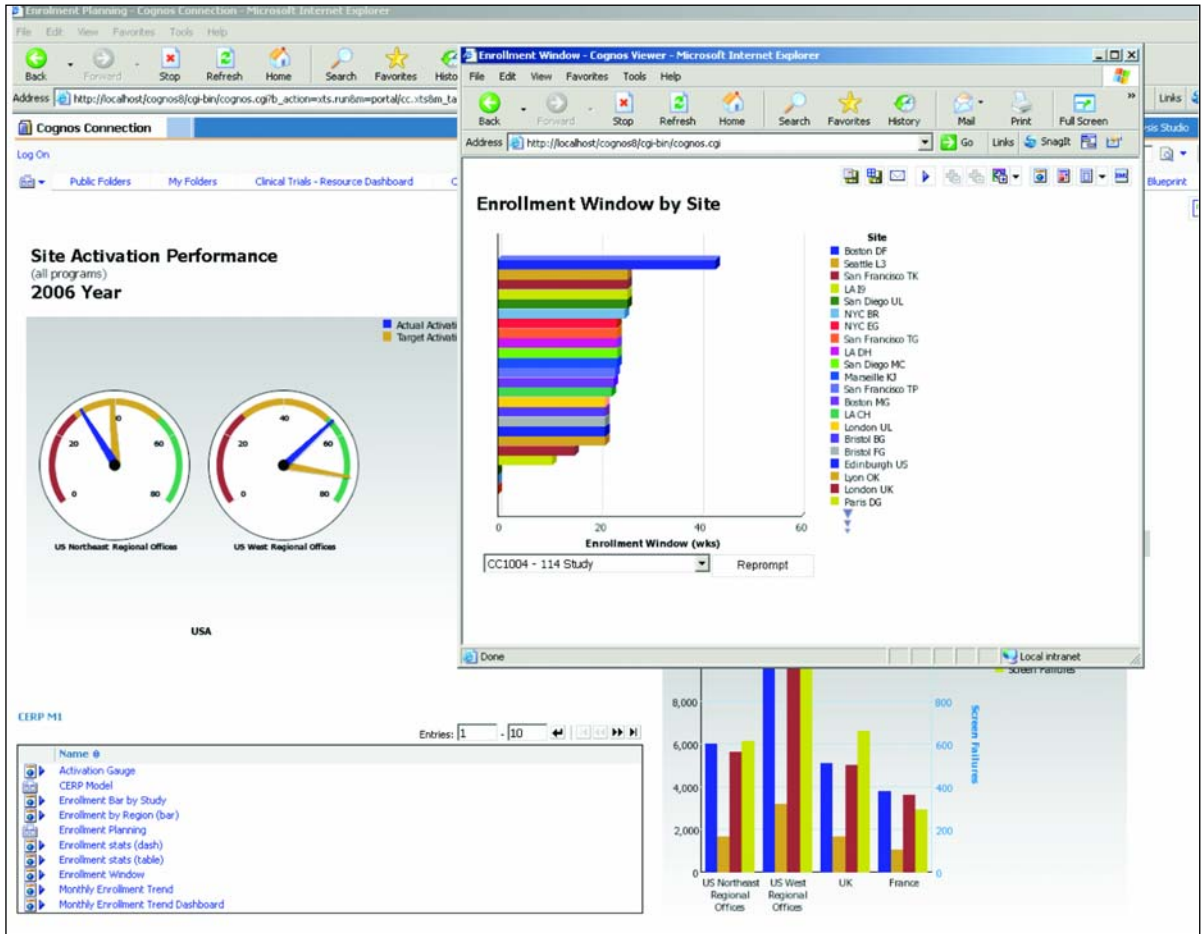 Enrolment Planning - Cognos Connection - Microsoft Internet Explorer
File Edit View Favorites Tools Help
Back Forward Stop Refresh Home Search Favorites Histo
Address http://localhost/cognos8/cgi-bin/cognos.cgi?b_action=xts.run&m=portal/cc.xts&m_ta
Links
Cognos Connection
ysis Studio
Log On
Public Folders My Folders Clinical Trials - Resource Dashboard C
Blueprint
Site Activation Performance
(all programs)
2006 Year
Actual Activati
Target Activati
0 20 40 60 80
US Northeast Regional Offices
0 20 40 60 80
US West Regional Offices
USA
Enrollment Window - Cognos Viewer - Microsoft Internet Explorer
File Edit View Favorites Tools Help
Back Forward Stop Refresh Home Search Favorites History Mail Print Full Screen
Address http://localhost/cognos8/cgi-bin/cognos.cgi Go Links SnagIt
Enrollment Window by Site
Site
Boston DF
Seattle L3
San Francisco TK
LA I9
San Diego UL
NYC BR
NYC EG
San Francisco TG
LA DH
San Diego MC
Marseille KJ
San Francisco TP
Boston MG
LA CH
London UL
Bristol BG
Bristol FG
Edinburgh US
Lyon OK
London UK
Paris DG
0 20 40 60
Enrollment Window (wks)
CC1004 - 114 Study Reprompt
Done Local intranet
Screen Failures
CERP M1
Entries: 1 - 10
Name
Activation Gauge
CERP Model
Enrollment Bar by Study
Enrollment by Region (bar)
Enrollment Planning
Enrollment stats (dash)
Enrollment stats (table)
Enrollment Window
Monthly Enrollment Trend
Monthly Enrollment Trend Dashboard
8,000 800
6,000 600
4,000 400
2,000 200
0 0
Screen Failures
US Northeast Regional Offices
US West Regional Offices
UK
France